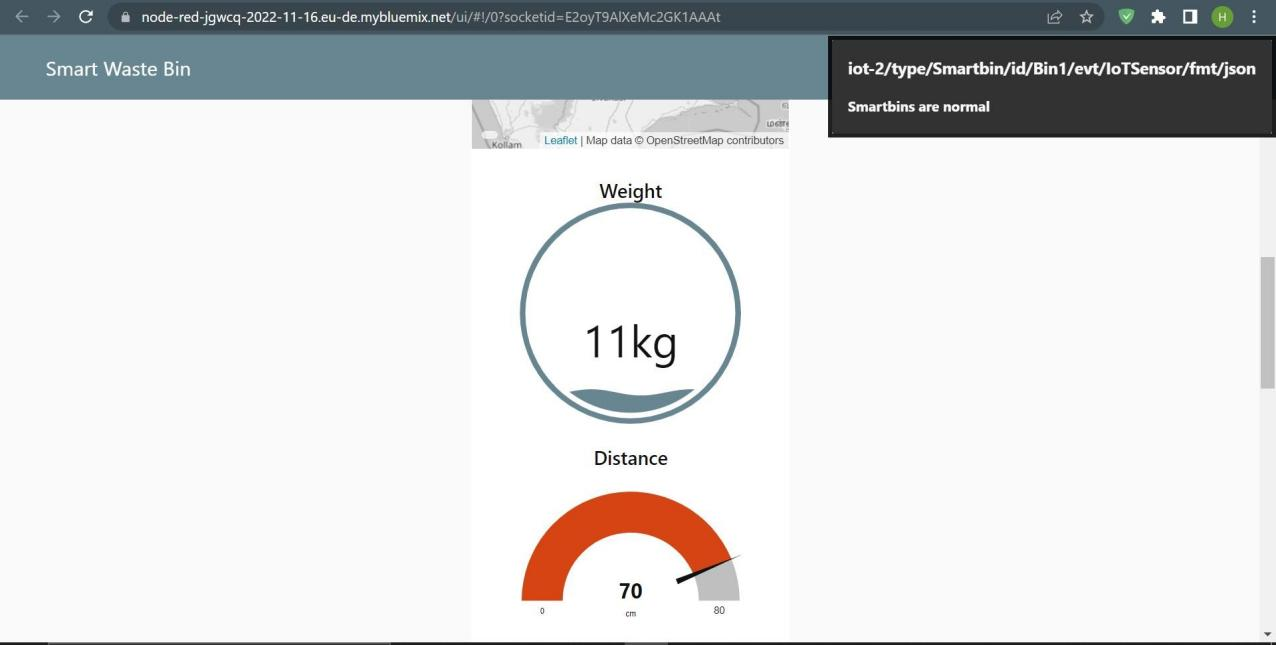 node-red-jgwcq-2022-11-16.eu-de.mybluemix.net/ui/#!/0?socketid=E2oyT9AlXeMc2GK1AAAt
H
Smart Waste Bin
iot-2/type/Smartbin/id/Bin1/evt/IoTSensor/fmt/json
Smartbins are normal
Kollam
Leaflet | Map data © OpenStreetMap contributors
Weight
11kg
Distance
70
cm
0
80